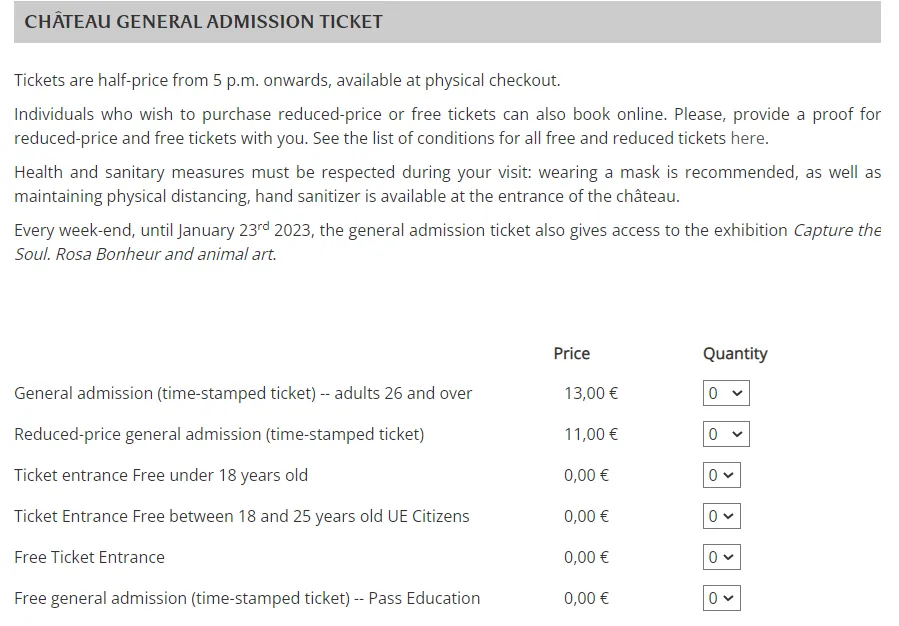 CHÂTEAU GENERAL ADMISSION TICKET
Tickets are half-price from 5 p.m. onwards, available at physical checkout.
Individuals who wish to purchase reduced-price or free tickets can also book online. Please, provide a proof for
reduced-price and free tickets with you. See the list of conditions for all free and reduced tickets here.
Health and sanitary measures must be respected during your visit: wearing a mask is recommended, as well as
maintaining physical distancing, hand sanitizer is available at the entrance of the château.
Every week-end, until January 23rd 2023, the general admission ticket also gives access to the exhibition Capture the
Soul. Rosa Bonheur and animal art.
Price Quantity
General admission (time-stamped ticket) -- adults 26 and over 13,00 € 0
Reduced-price general admission (time-stamped ticket) 11,00 € 0
Ticket entrance Free under 18 years old 0,00 € 0
Ticket Entrance Free between 18 and 25 years old UE Citizens 0,00 € 0
Free Ticket Entrance 0,00 € 0
Free general admission (time-stamped ticket) -- Pass Education 0,00 € 0